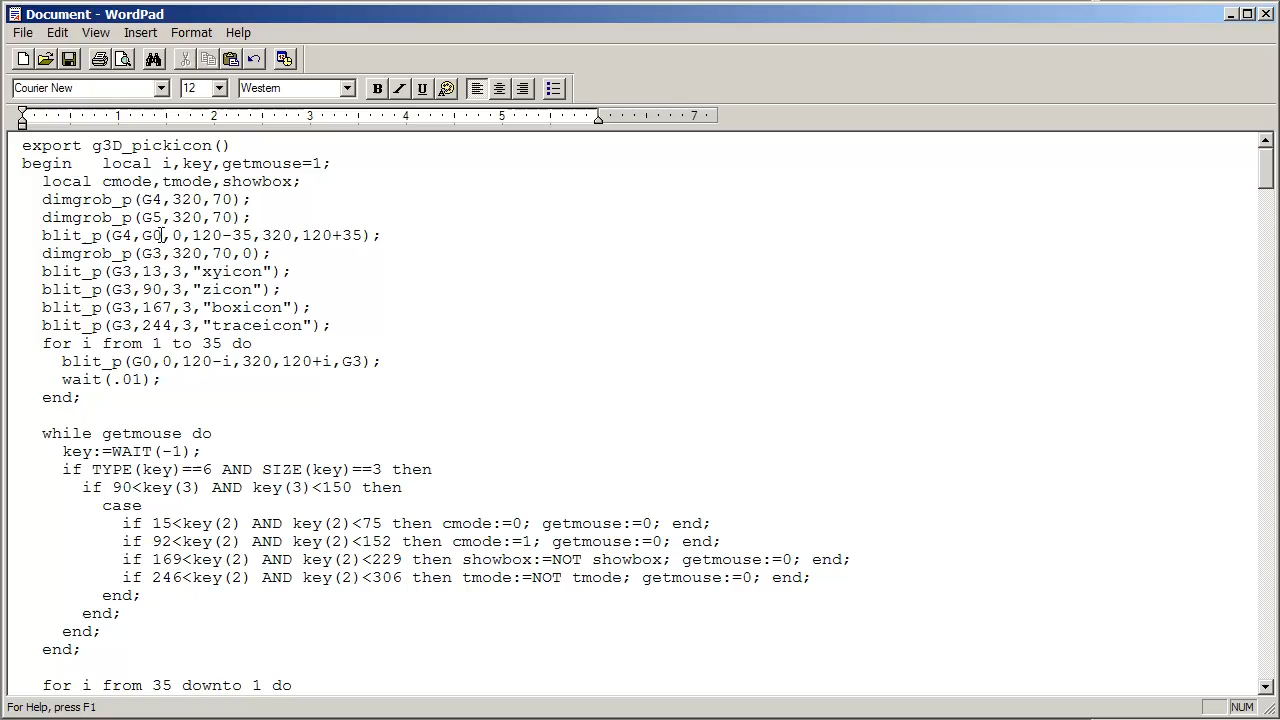 Document - WordPad
File Edit View Insert Format Help
Courier New 12 Western B U
1 2 3 4 5 7
export g3D_pickicon()
begin   local i,key,getmouse=1;
  local cmode,tmode,showbox;
  dimgrob_p(G4,320,70);
  dimgrob_p(G5,320,70);
  blit_p(G4,G0,0,120-35,320,120+35);
  dimgrob_p(G3,320,70,0);
  blit_p(G3,13,3,"xyicon");
  blit_p(G3,90,3,"zicon");
  blit_p(G3,167,3,"boxicon");
  blit_p(G3,244,3,"traceicon");
  for i from 1 to 35 do
    blit_p(G0,0,120-i,320,120+i,G3);
    wait(.01);
  end;
  while getmouse do
    key:=WAIT(-1);
    if TYPE(key)==6 AND SIZE(key)==3 then
      if 90<key(3) AND key(3)<150 then
        case
          if 15<key(2) AND key(2)<75 then cmode:=0; getmouse:=0; end;
          if 92<key(2) AND key(2)<152 then cmode:=1; getmouse:=0; end;
          if 169<key(2) AND key(2)<229 then showbox:=NOT showbox; getmouse:=0; end;
          if 246<key(2) AND key(2)<306 then tmode:=NOT tmode; getmouse:=0; end;
        end;
      end;
    end;
  end;
  for i from 35 downto 1 do
For Help, press F1 NUM